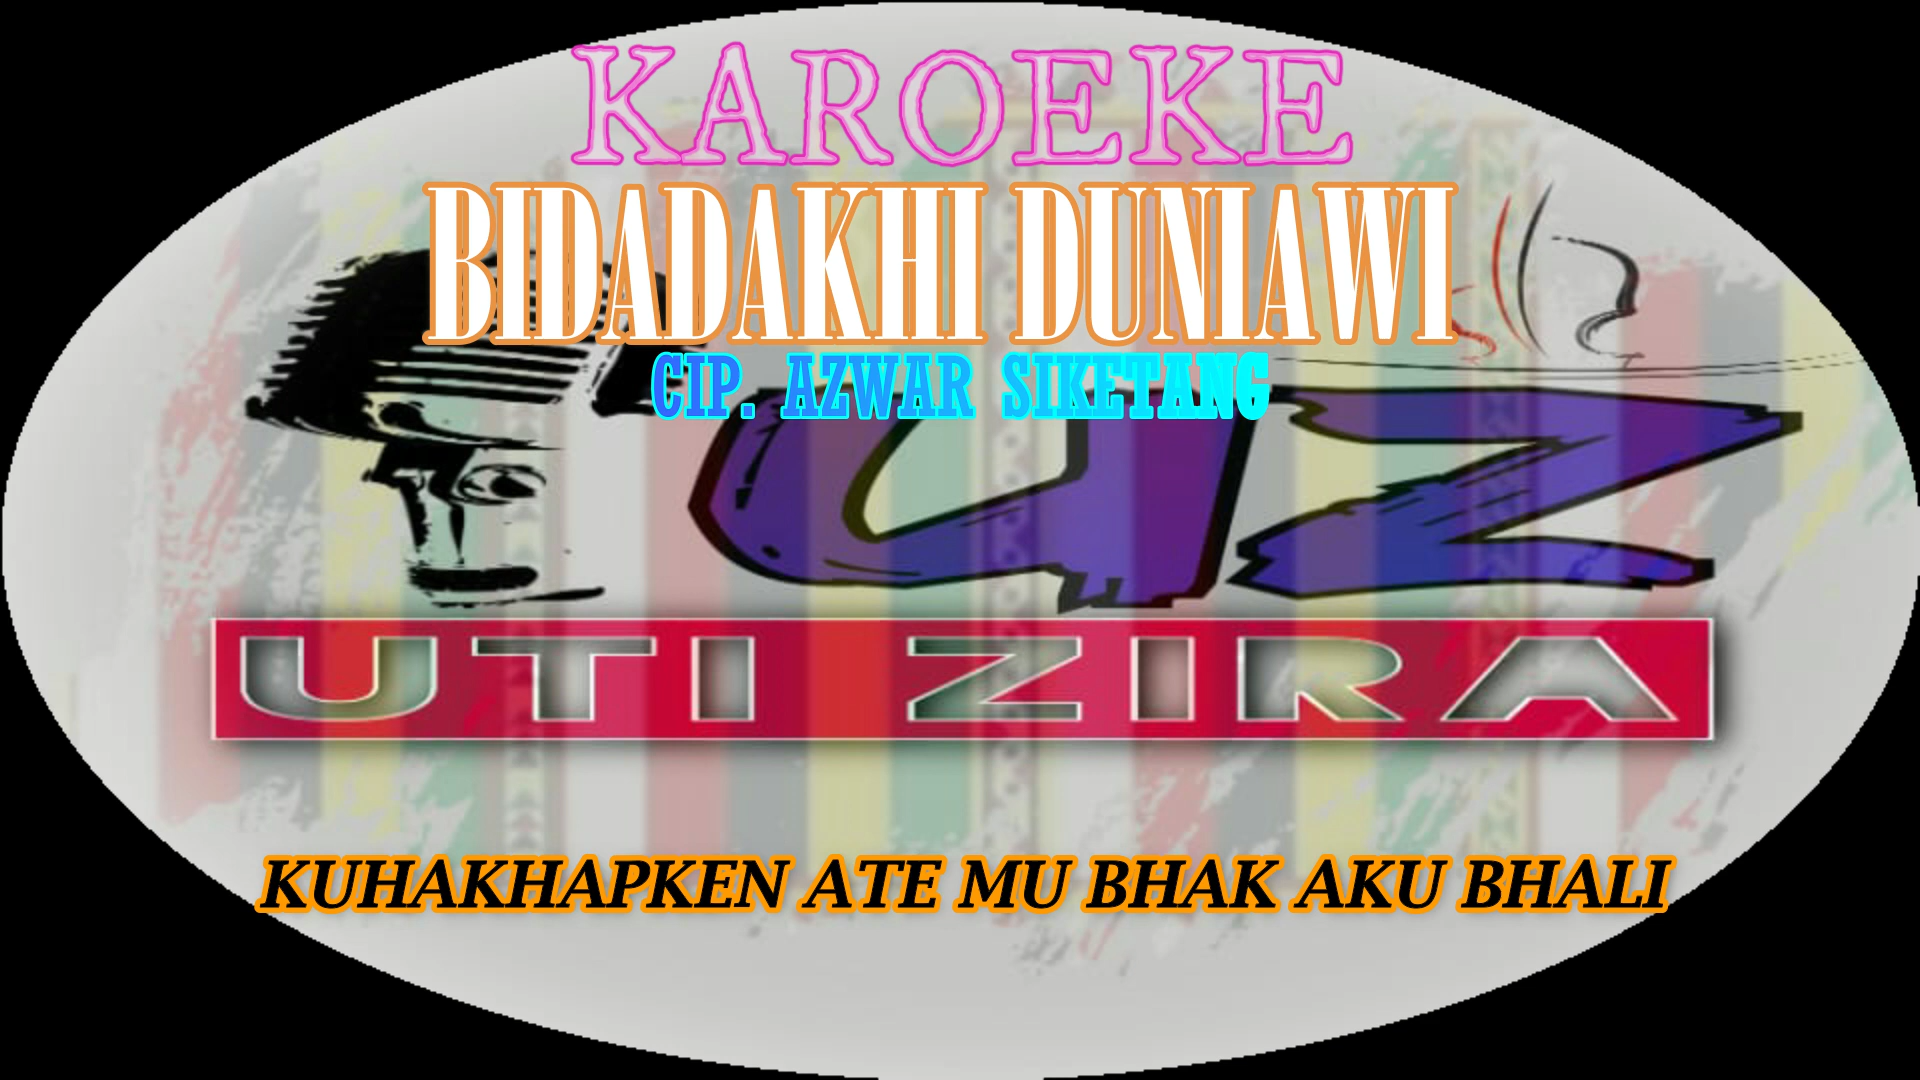 KAROEKE
BIDADAKHI DUNIAWI
CIP. AZWAR SIKETANG
UZ
UTI ZIRA
KUHAKHAPKEN ATE MU BHAK AKU BHALI